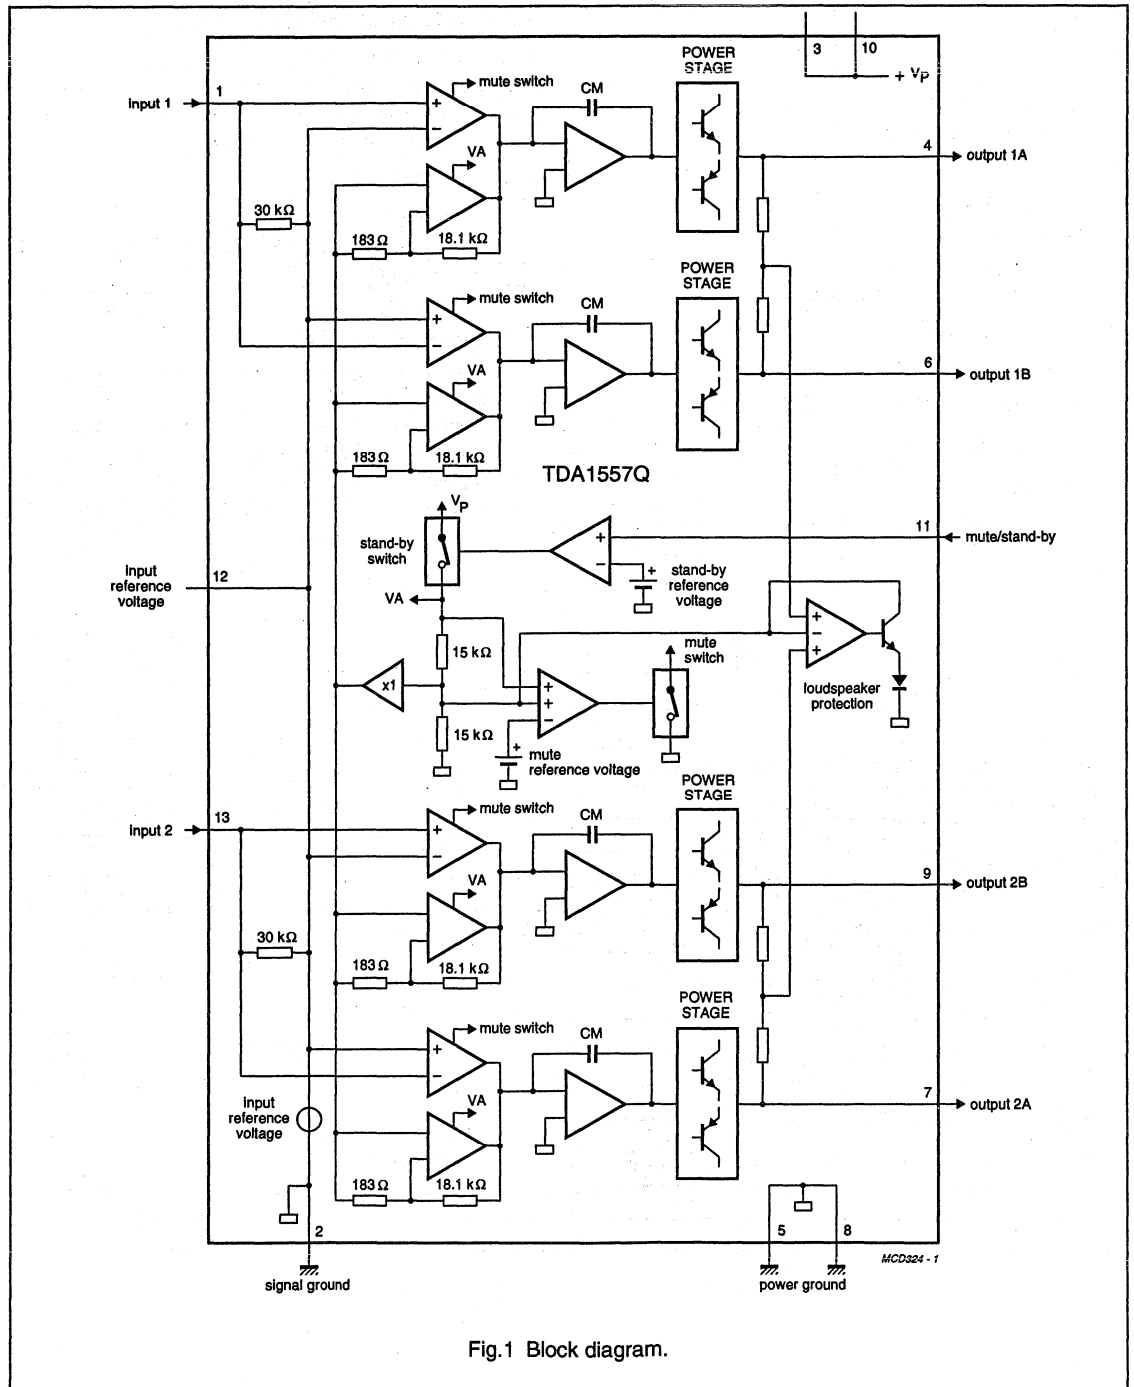 3
10
+ VP
POWER
STAGE
mute switch
CM
input 1
1
+
−
VA
4
output 1A
30 kΩ
183 Ω
18.1 kΩ
POWER
STAGE
mute switch
CM
+
−
VA
6
output 1B
183 Ω
18.1 kΩ
TDA1557Q
VP
stand-by
switch
+
−
11
mute/stand-by
input
reference
voltage
12
+
stand-by
reference
voltage
VA
+
−
+
15 kΩ
mute
switch
x1
+
+
−
loudspeaker
protection
15 kΩ
+
mute
reference voltage
POWER
STAGE
mute switch
CM
input 2
13
+
−
VA
9
output 2B
30 kΩ
183 Ω
18.1 kΩ
POWER
STAGE
mute switch
CM
+
−
VA
7
output 2A
input
reference
voltage
183 Ω
18.1 kΩ
2
5
8
MCD324 - 1
signal ground
power ground
Fig.1 Block diagram.